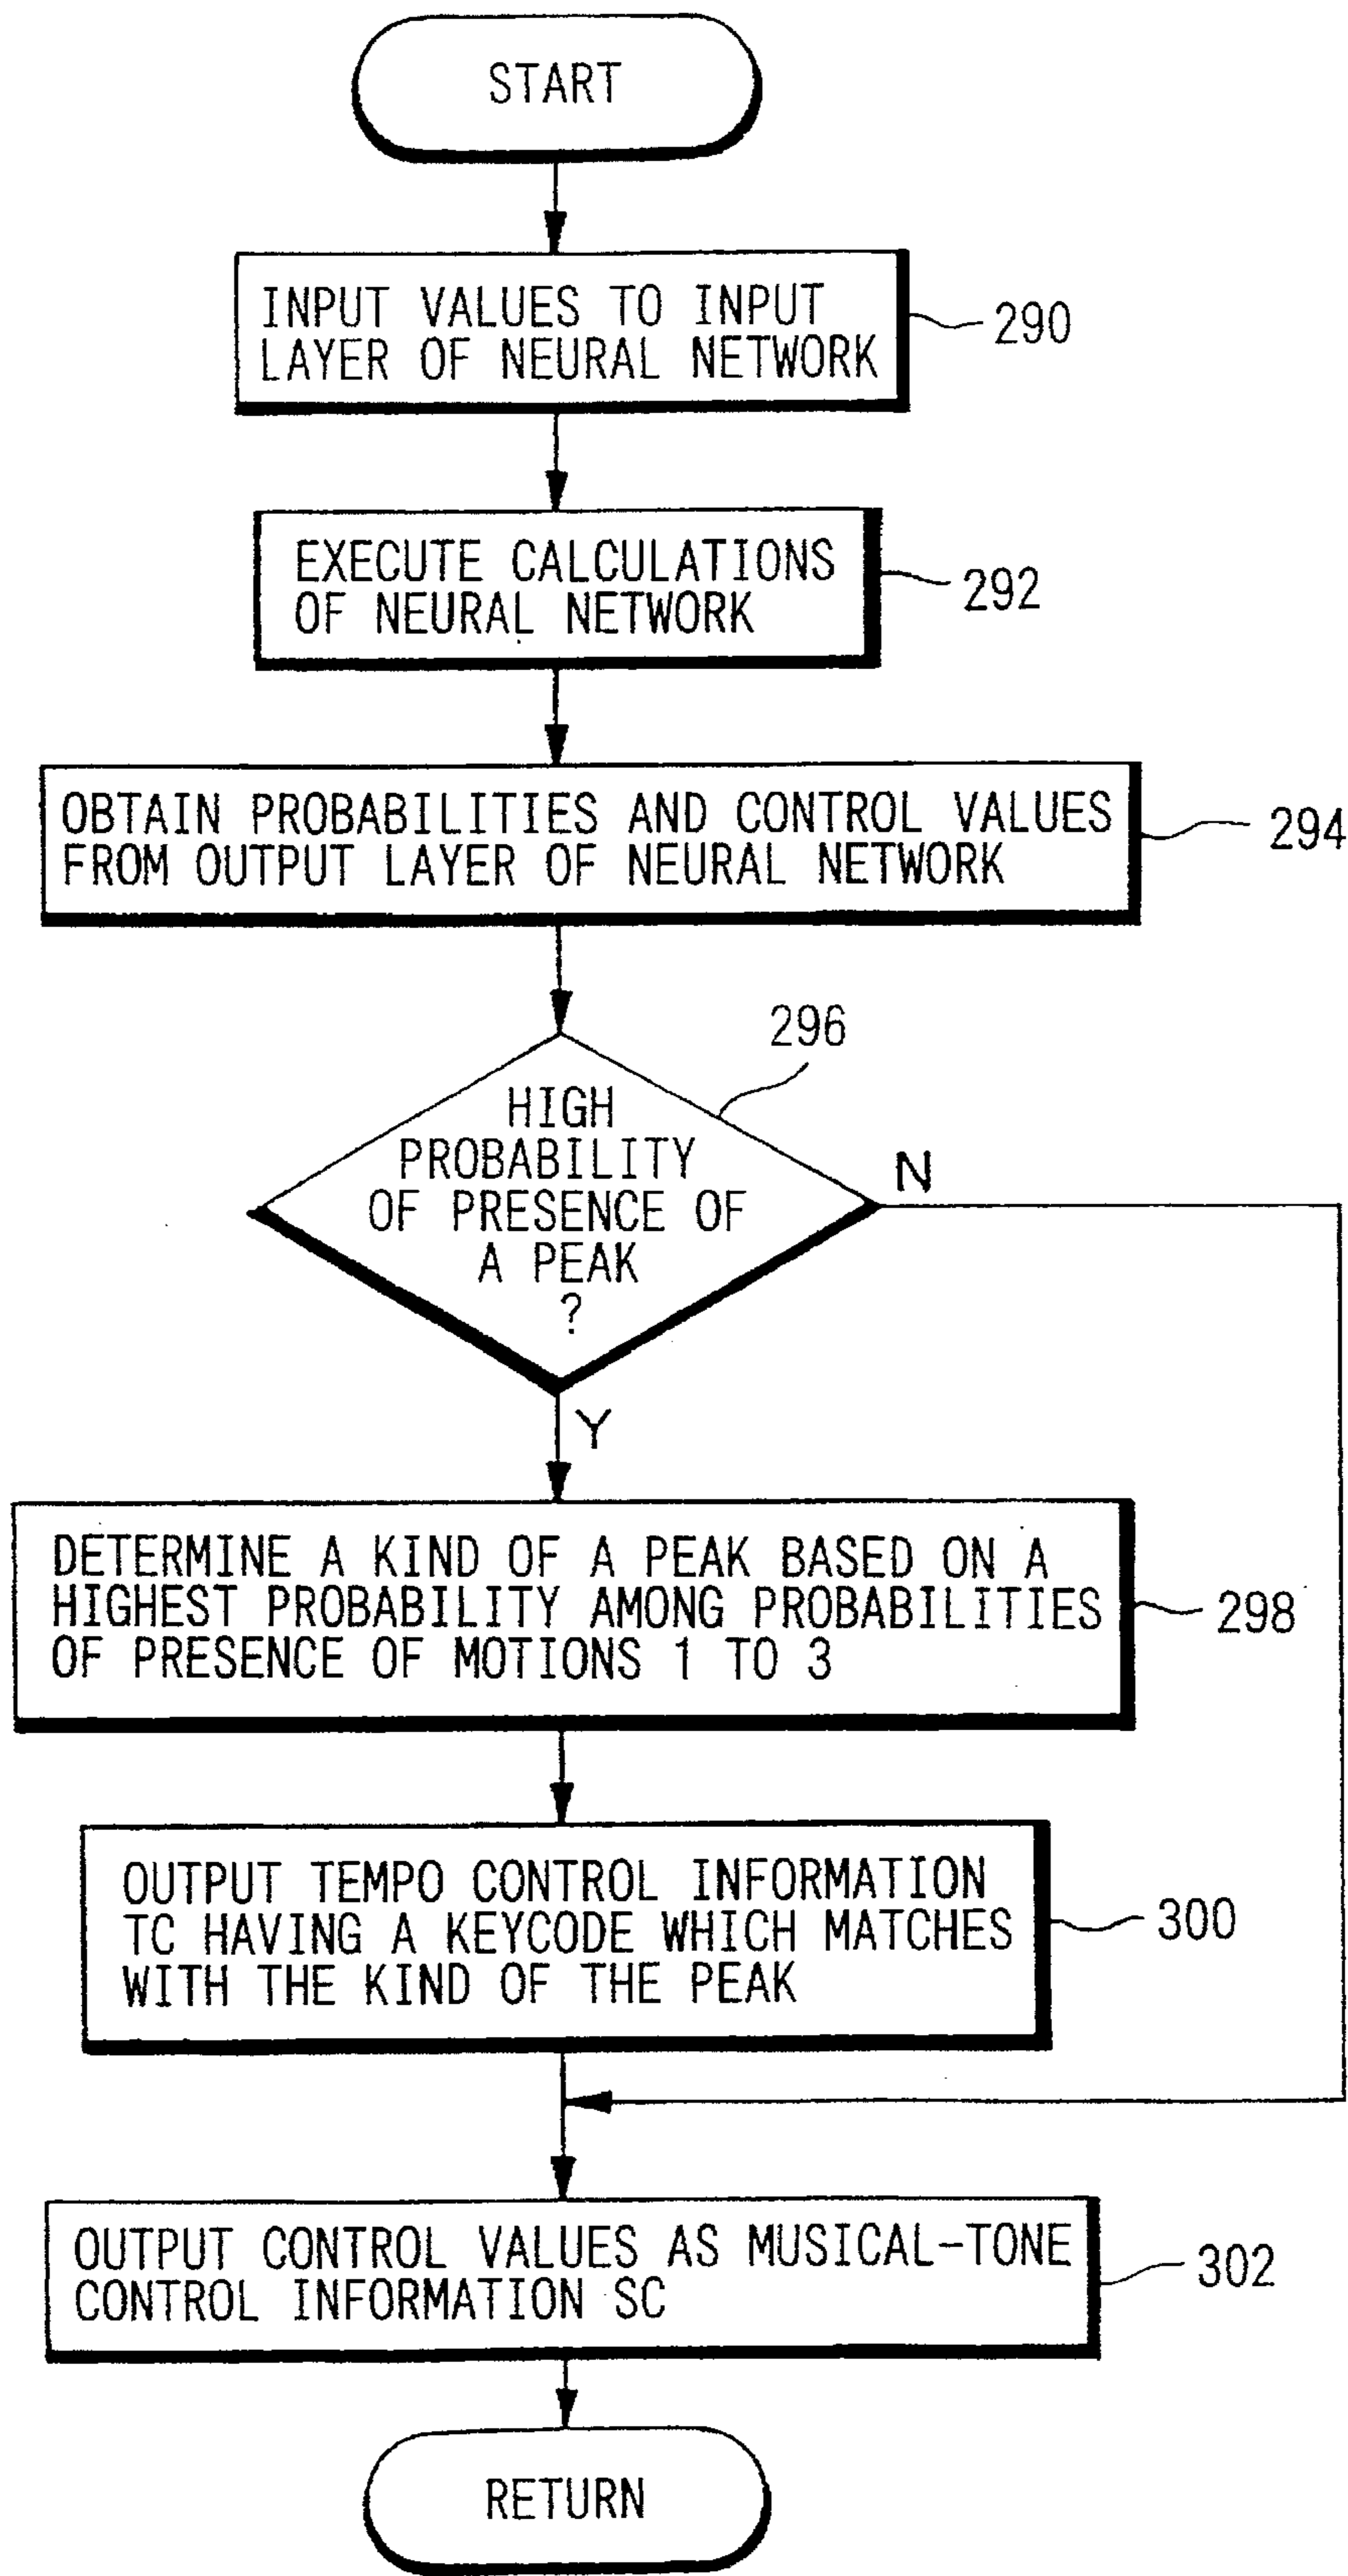 START
INPUT VALUES TO INPUT
LAYER OF NEURAL NETWORK
290
EXECUTE CALCULATIONS
OF NEURAL NETWORK
292
OBTAIN PROBABILITIES AND CONTROL VALUES
FROM OUTPUT LAYER OF NEURAL NETWORK
294
296
HIGH
PROBABILITY
OF PRESENCE OF
A PEAK
?
N
Y
DETERMINE A KIND OF A PEAK BASED ON A
HIGHEST PROBABILITY AMONG PROBABILITIES
OF PRESENCE OF MOTIONS 1 TO 3
298
OUTPUT TEMPO CONTROL INFORMATION
TC HAVING A KEYCODE WHICH MATCHES
WITH THE KIND OF THE PEAK
300
OUTPUT CONTROL VALUES AS MUSICAL-TONE
CONTROL INFORMATION SC
302
RETURN